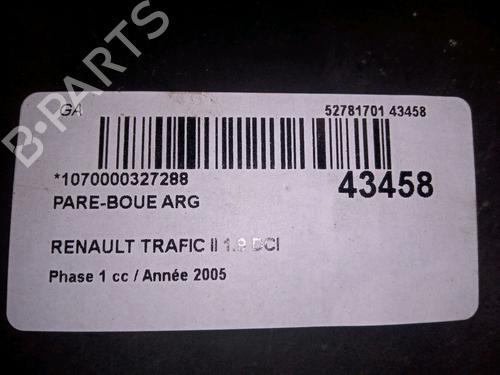 B-PARTS
GA 52781701 43458
*1070000327288 43458
PARE-BOUE ARG
RENAULT TRAFIC II 1.9 DCI
Phase 1 cc / Année 2005